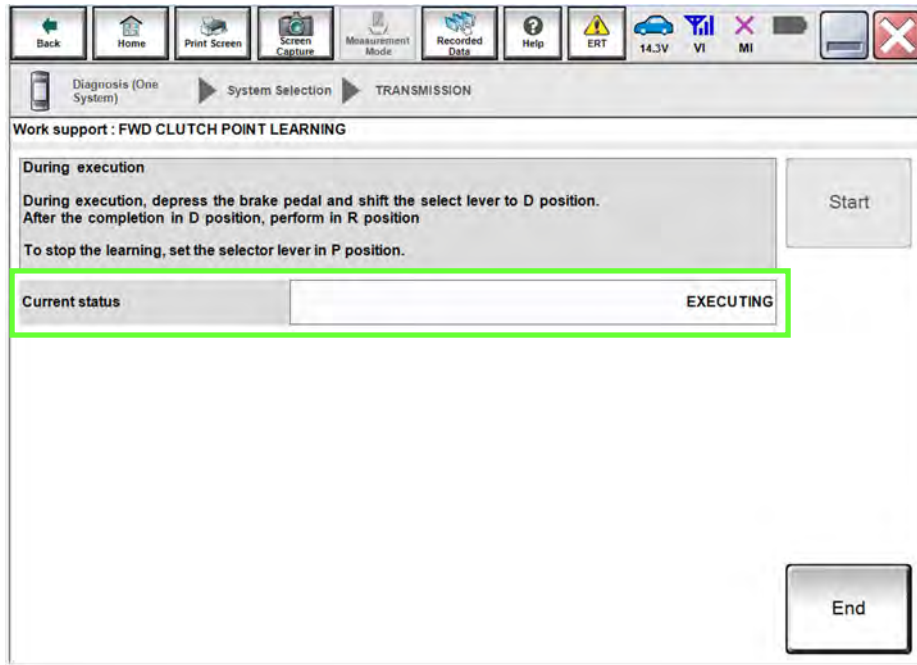 Back
Home
Print Screen
Screen
Capture
Measurement
Mode
Recorded
Data
Help
ERT
14.3V
VI
MI
Diagnosis (One
System)
System Selection
TRANSMISSION
Work support : FWD CLUTCH POINT LEARNING
During execution
During execution, depress the brake pedal and shift the select lever to D position.
After the completion in D position, perform in R position
To stop the learning, set the selector lever in P position.
Start
Current status
EXECUTING
End